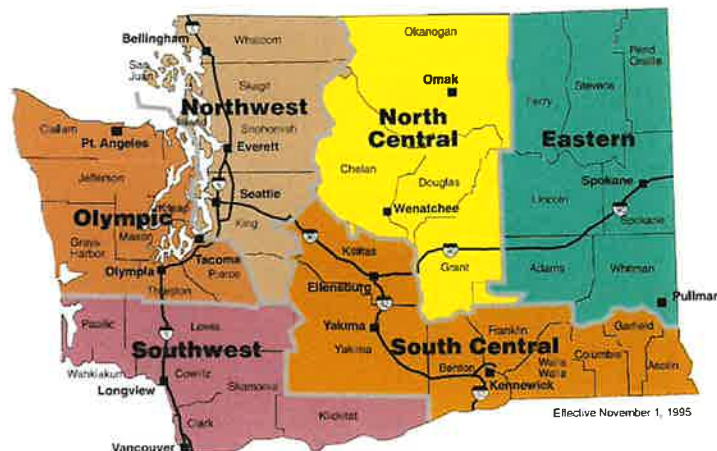 Bellingham
Whatcom
Okanogan
San
Juan
Skagit
Omak
Pend
Oreille
Northwest
North
Central
Ferry
Stevens
Clallam
Pt. Angeles
Snohomish
Everett
Eastern
Jefferson
Chelan
Douglas
Seattle
Lincoln
Spokane
Olympic
Kitsap
King
Wenatchee
Spokane
Grays
Harbor
Mason
Tacoma
Pierce
Kittitas
Grant
Olympia
Adams
Whitman
Thurston
Ellensburg
Pullman
Pacific
Lewis
Yakima
Franklin
Garfield
Southwest
Yakima
South Central
Columbia
Wahkiakum
Cowlitz
Benton
Walla
Walla
Asotin
Longview
Skamania
Kennewick
Klickitat
Clark
Vancouver
Effective November 1, 1995